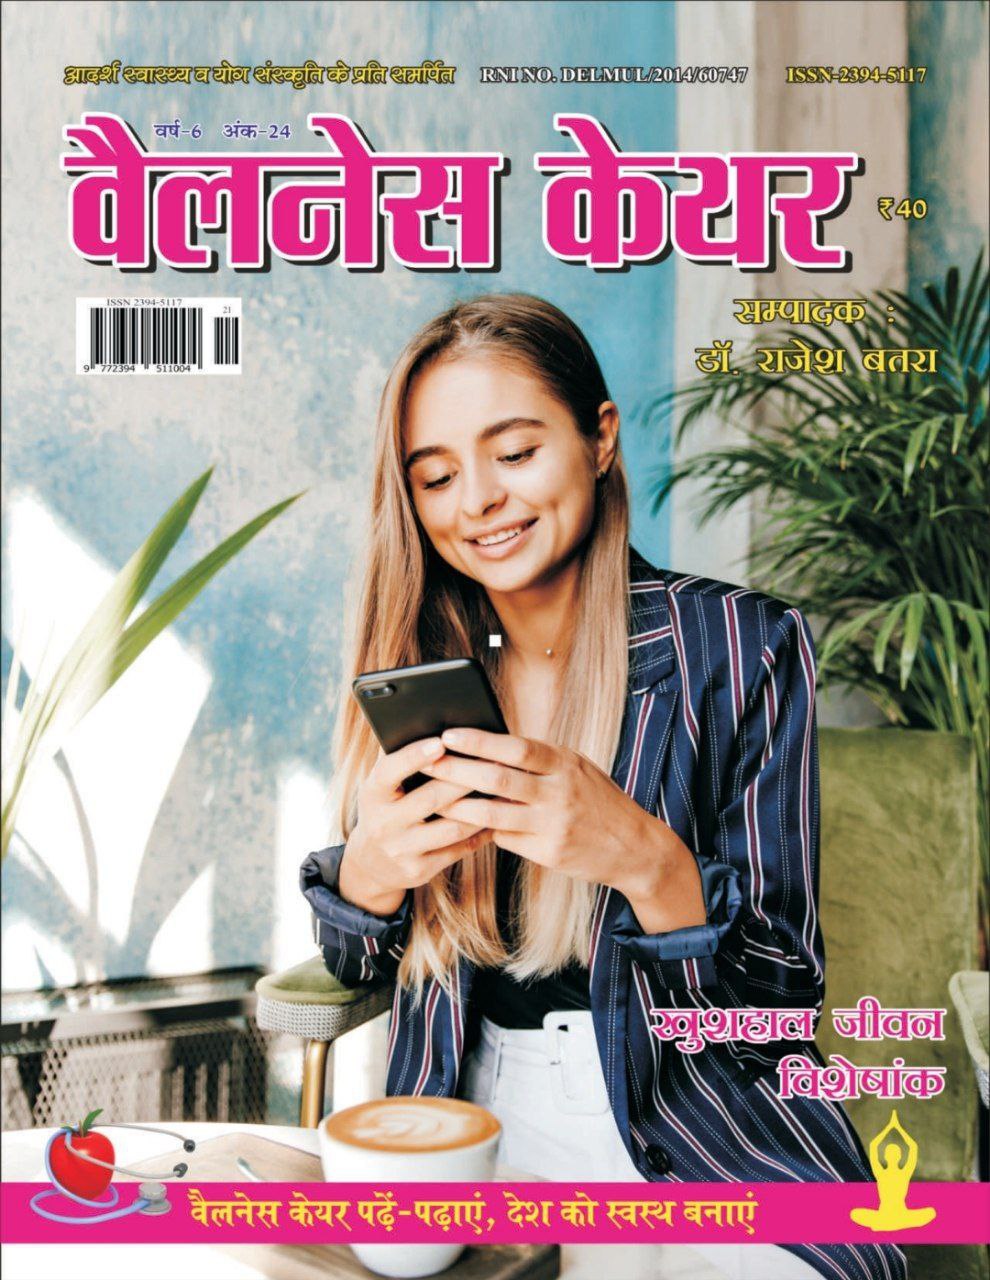 आदर्श स्वास्थ्य व योग संस्कृति के प्रति समर्पित RNI NO. DELMUL/2014/60747 ISSN-2394-5117
वर्ष-6 अंक-24
वैलनेस केयर
₹40
ISSN 2394-5117
21
9 772394 511004
सम्पादक :
डॉ. राजेश बतरा
खुशहाल जीवन
विशेषांक
वैलनेस केयर पढ़ें-पढ़ाएं, देश को स्वस्थ बनाएं